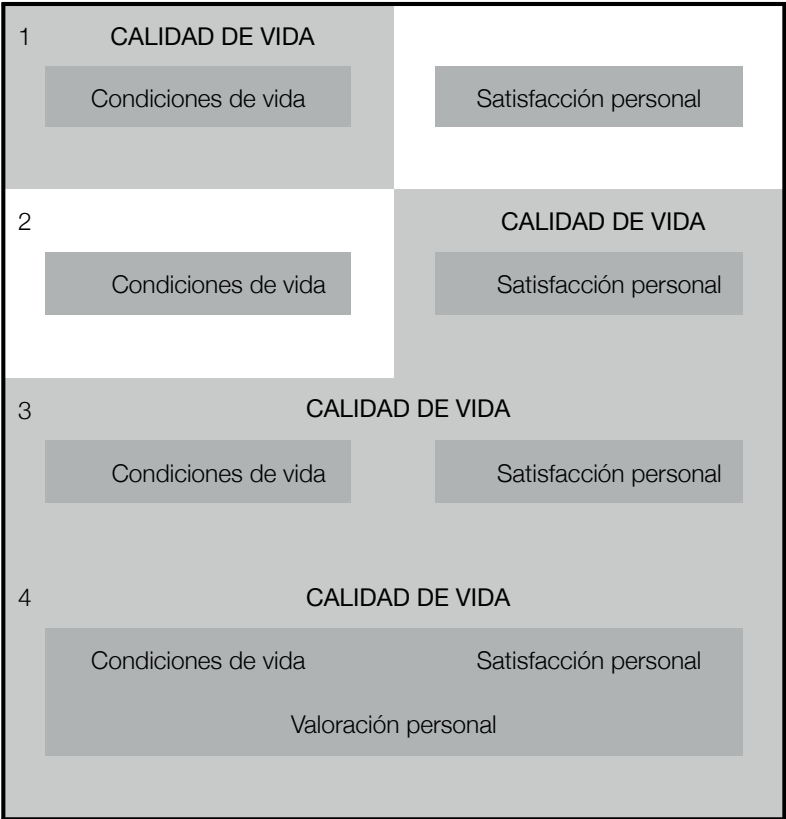 1 CALIDAD DE VIDA
Condiciones de vida Satisfacción personal
2 CALIDAD DE VIDA
Condiciones de vida Satisfacción personal
3 CALIDAD DE VIDA
Condiciones de vida Satisfacción personal
4 CALIDAD DE VIDA
Condiciones de vida Satisfacción personal
Valoración personal